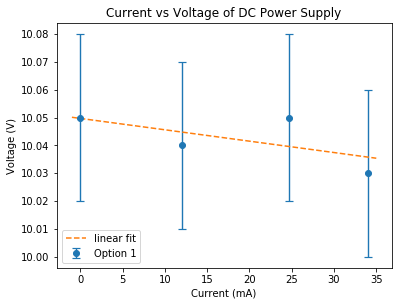 Current vs Voltage of DC Power Supply
10.08
10.07
10.06
10.05
10.04
10.03
10.02
10.01
10.00
Voltage (V)
linear fit
Option 1
0 5 10 15 20 25 30 35
Current (mA)